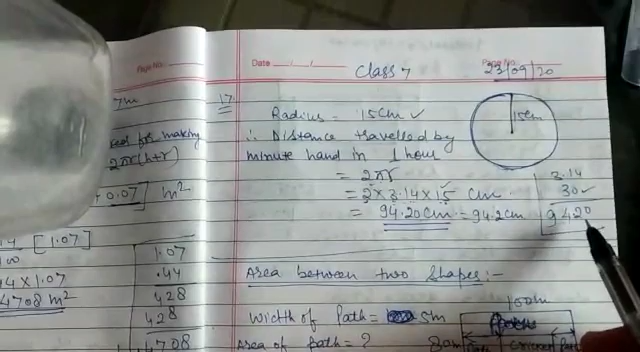 Page No.
7m
for making
2πr(h+r)
+0.07] m²
[1.07]
4 × 1.07
4708 m²
1.07
.44
428
428
4708
Date
Class 7
Page No.
23/09/20
17
Radius = 15cm ✓
∴ Distance travelled by
minute hand in 1 hour
= 2πr
= 2×3.14×15 cm.
= 94.20cm = 94.2cm
15cm
3.14
30 ✓
9420
Area between two Shapes:-
Width of Path = 5m
Area of path = ?
100m
80m